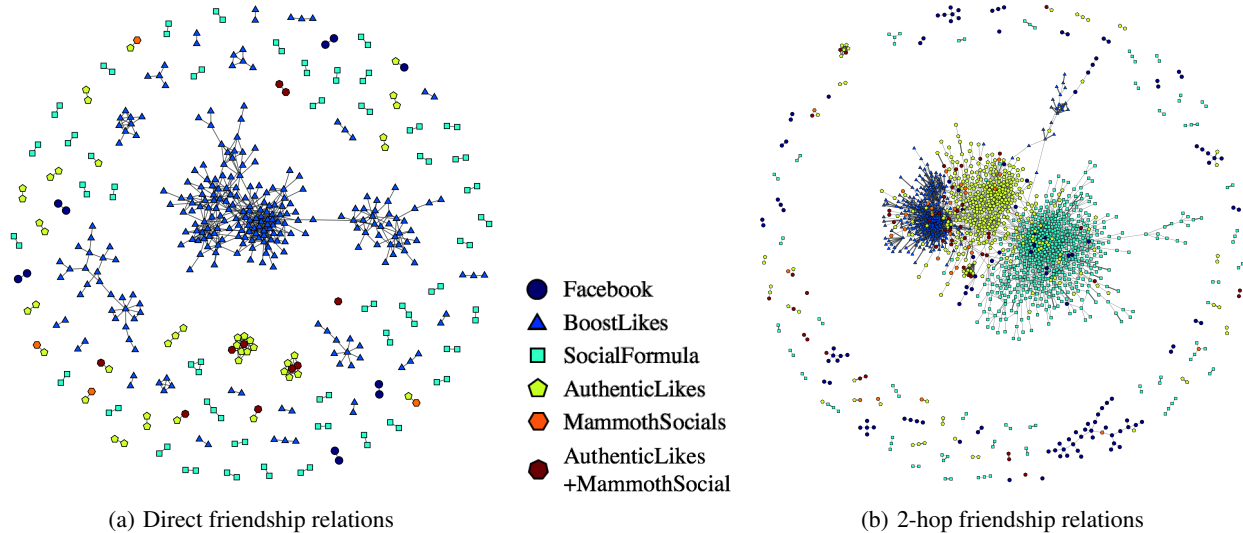 Facebook
BoostLikes
SocialFormula
AuthenticLikes
MammothSocials
AuthenticLikes
+MammothSocial
(a) Direct friendship relations
(b) 2-hop friendship relations